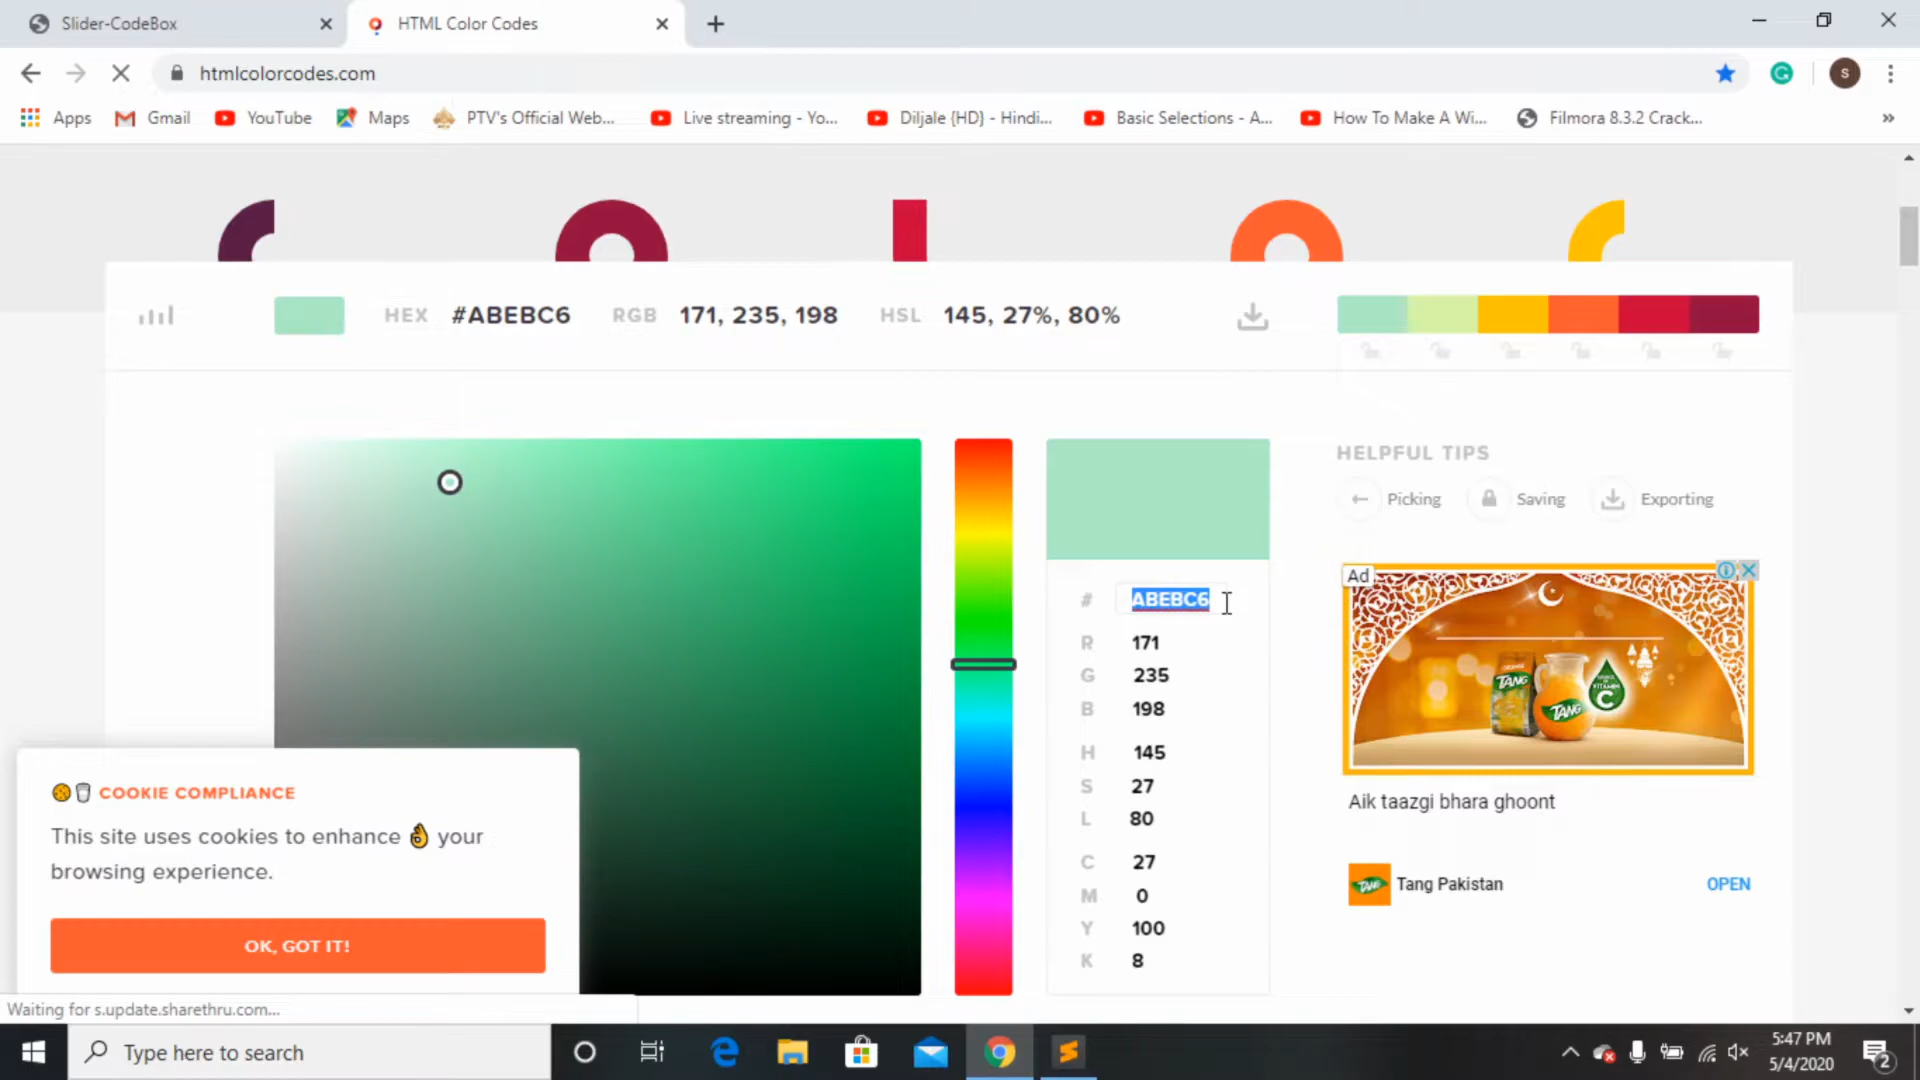 Slider-CodeBox
HTML Color Codes
htmlcolorcodes.com
S
Apps
Gmail
YouTube
Maps
PTV's Official Web...
Live streaming - Yo...
Diljale {HD} - Hindi...
Basic Selections - A...
How To Make A Wi...
Filmora 8.3.2 Crack...
»
HEX #ABEBC6 RGB 171, 235, 198 HSL 145, 27%, 80%
HELPFUL TIPS
Picking
Saving
Exporting
# ABEBC6
R 171
G 235
B 198
H 145
S 27
L 80
C 27
M 0
Y 100
K 8
Ad
TANG
TANG
VITAMIN
C
Aik taazgi bhara ghoont
Tang Pakistan
OPEN
COOKIE COMPLIANCE
This site uses cookies to enhance 👌 your
browsing experience.
OK, GOT IT!
Waiting for s.update.sharethru.com...
Type here to search
5:47 PM
5/4/2020
2